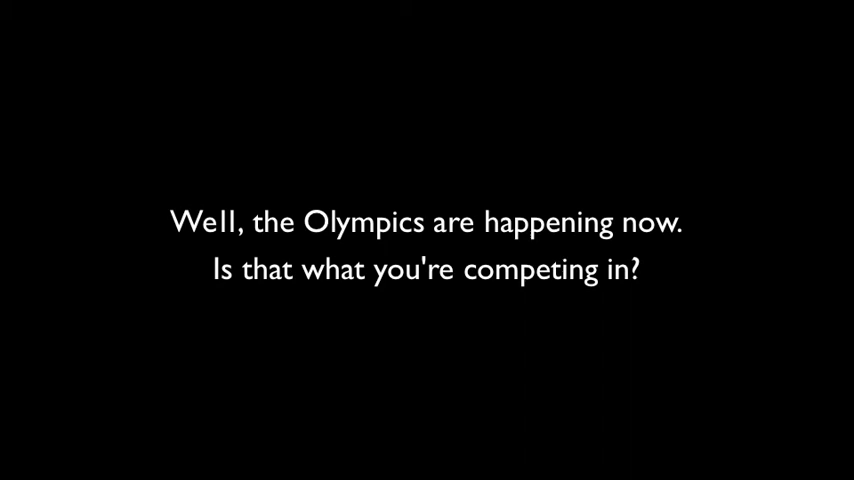 Well, the Olympics are happening now.
Is that what you're competing in?